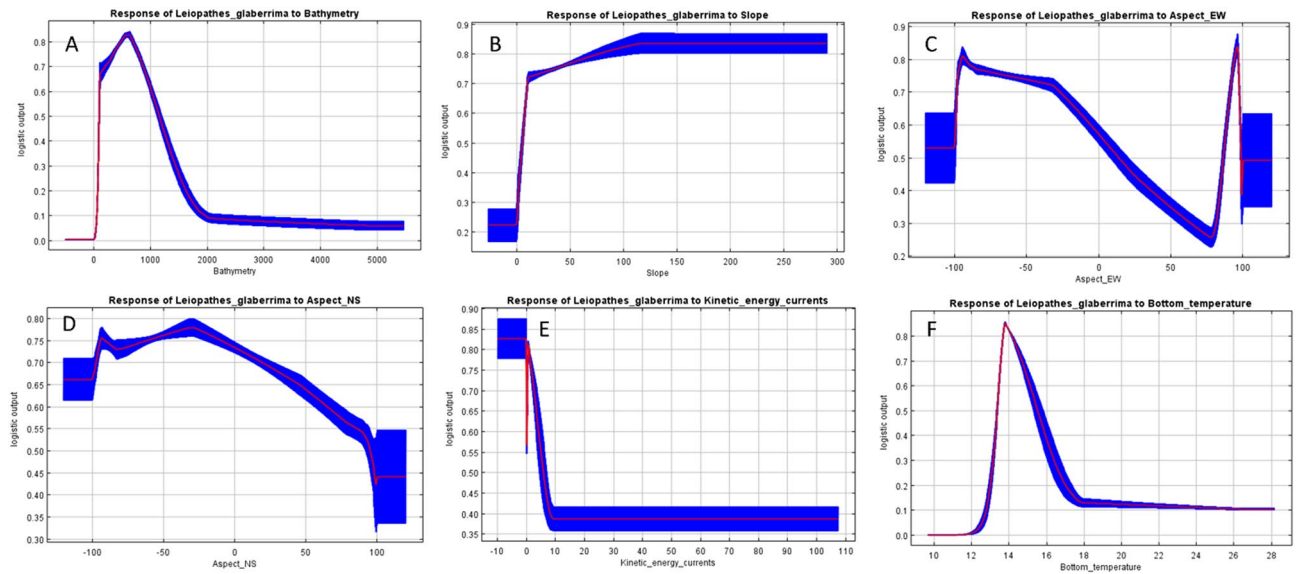 Response of Leiopathes_glaberrima to Bathymetry
A
logistic output
0.8
0.7
0.6
0.5
0.4
0.3
0.2
0.1
0.0
0 1000 2000 3000 4000 5000
Bathymetry
Response of Leiopathes_glaberrima to Slope
B
logistic output
0.8
0.7
0.6
0.5
0.4
0.3
0.2
0 50 100 150 200 250 300
Slope
Response of Leiopathes_glaberrima to Aspect_EW
C
logistic output
0.9
0.8
0.7
0.6
0.5
0.4
0.3
0.2
-100 -50 0 50 100
Aspect_EW
Response of Leiopathes_glaberrima to Aspect_NS
D
logistic output
0.80
0.75
0.70
0.65
0.60
0.55
0.50
0.45
0.40
0.35
0.30
-100 -50 0 50 100
Aspect_NS
Response of Leiopathes_glaberrima to Kinetic_energy_currents
E
logistic output
0.90
0.85
0.80
0.75
0.70
0.65
0.60
0.55
0.50
0.45
0.40
0.35
-10 0 10 20 30 40 50 60 70 80 90 100 110
Kinetic_energy_currents
Response of Leiopathes_glaberrima to Bottom_temperature
F
logistic output
0.8
0.7
0.6
0.5
0.4
0.3
0.2
0.1
0.0
10 12 14 16 18 20 22 24 26 28
Bottom_temperature